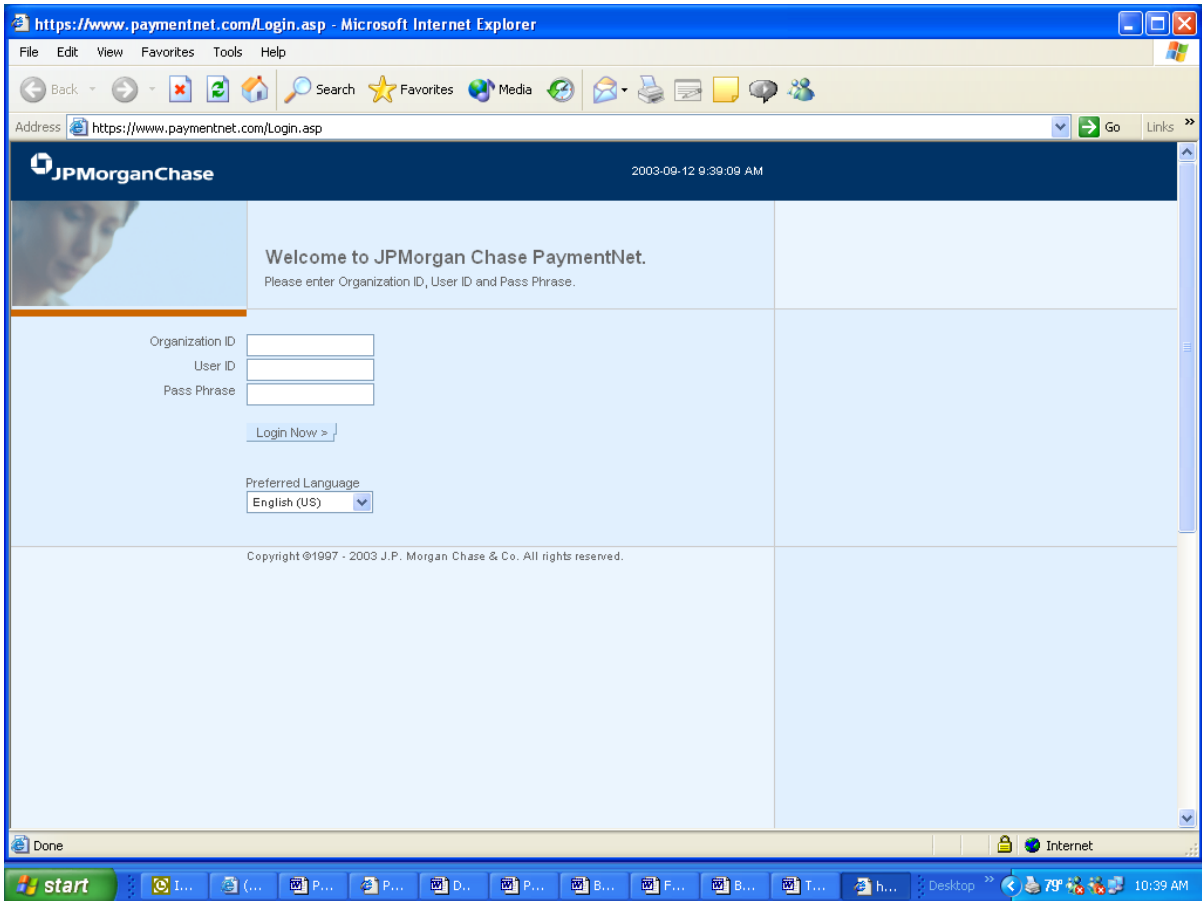 https://www.paymentnet.com/Login.asp - Microsoft Internet Explorer
File Edit View Favorites Tools Help
Back Search Favorites Media
Address https://www.paymentnet.com/Login.asp Go Links »
JPMorganChase 2003-09-12 9:39:09 AM
Welcome to JPMorgan Chase PaymentNet.
Please enter Organization ID, User ID and Pass Phrase.
Organization ID
User ID
Pass Phrase
Login Now >
Preferred Language
English (US)
Copyright ©1997 - 2003 J.P. Morgan Chase & Co. All rights reserved.
Done Internet
start I... (... P... P... D... P... B... F... B... T... h... Desktop » 79° 10:39 AM